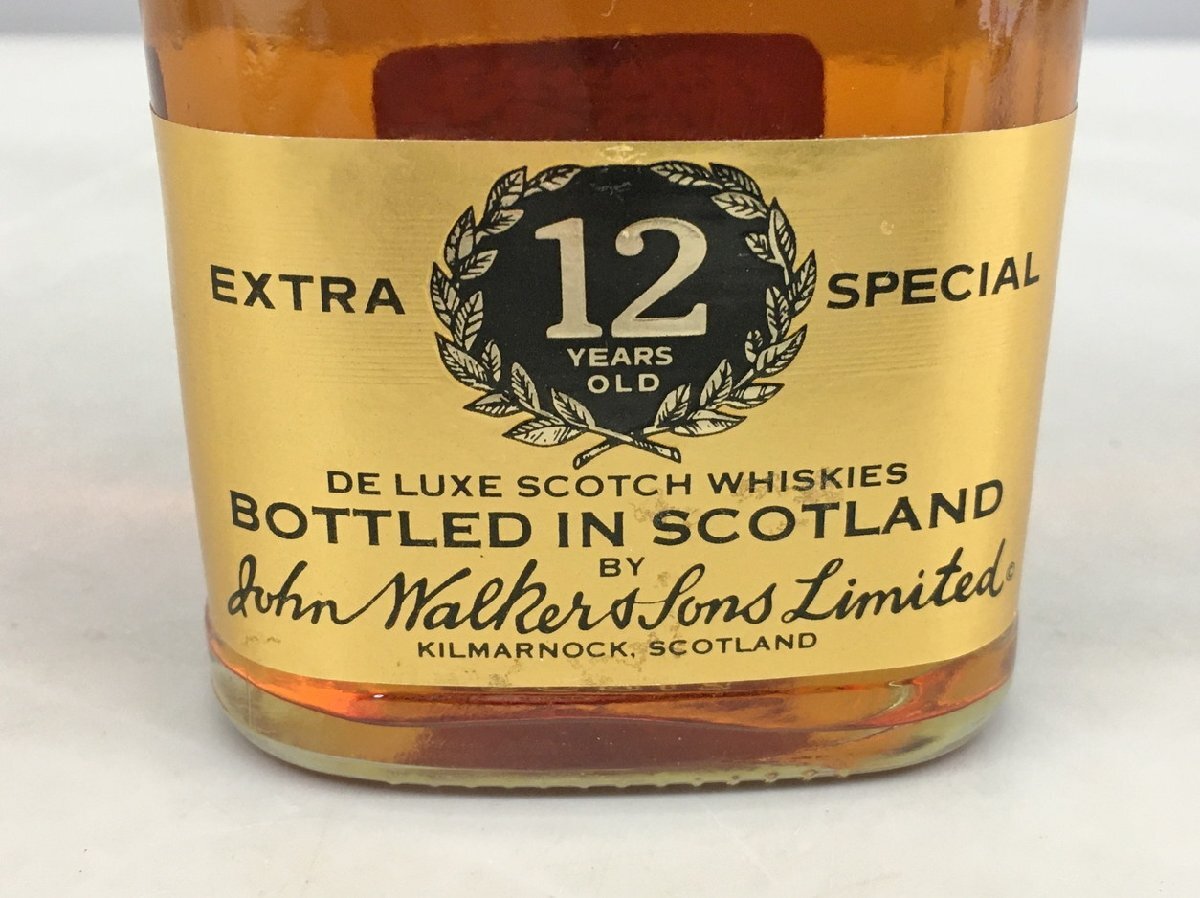 EXTRA 12 SPECIAL
YEARS
OLD
DE LUXE SCOTCH WHISKIES
BOTTLED IN SCOTLAND
BY
John Walker & Sons Limited ©
KILMARNOCK, SCOTLAND